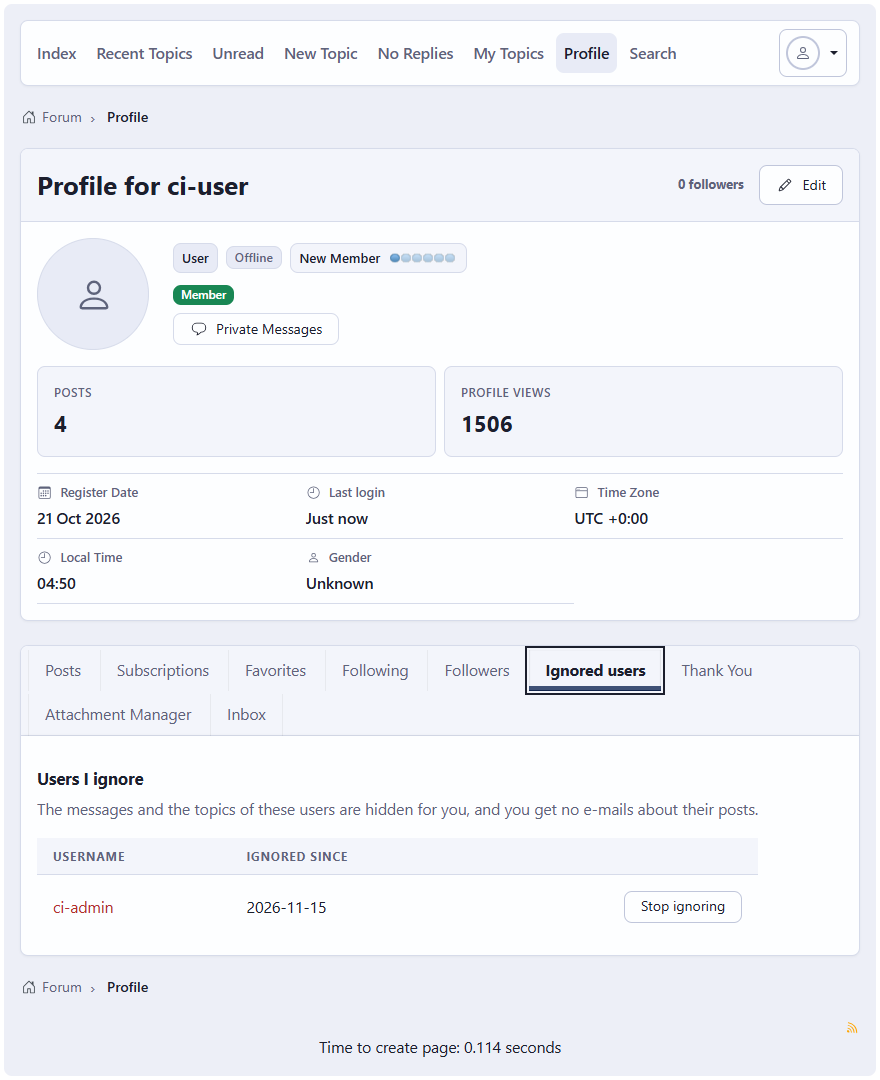 Index Recent Topics Unread New Topic No Replies My Topics Profile Search
Forum › Profile
Profile for ci-user
0 followers Edit
User Offline New Member
Member
Private Messages
POSTS
4
PROFILE VIEWS
1506
Register Date
21 Oct 2026
Last login
Just now
Time Zone
UTC +0:00
Local Time
04:50
Gender
Unknown
Posts Subscriptions Favorites Following Followers Ignored users Thank You
Attachment Manager Inbox
Users I ignore
The messages and the topics of these users are hidden for you, and you get no e-mails about their posts.
USERNAME IGNORED SINCE
ci-admin 2026-11-15 Stop ignoring
Forum › Profile
Time to create page: 0.114 seconds